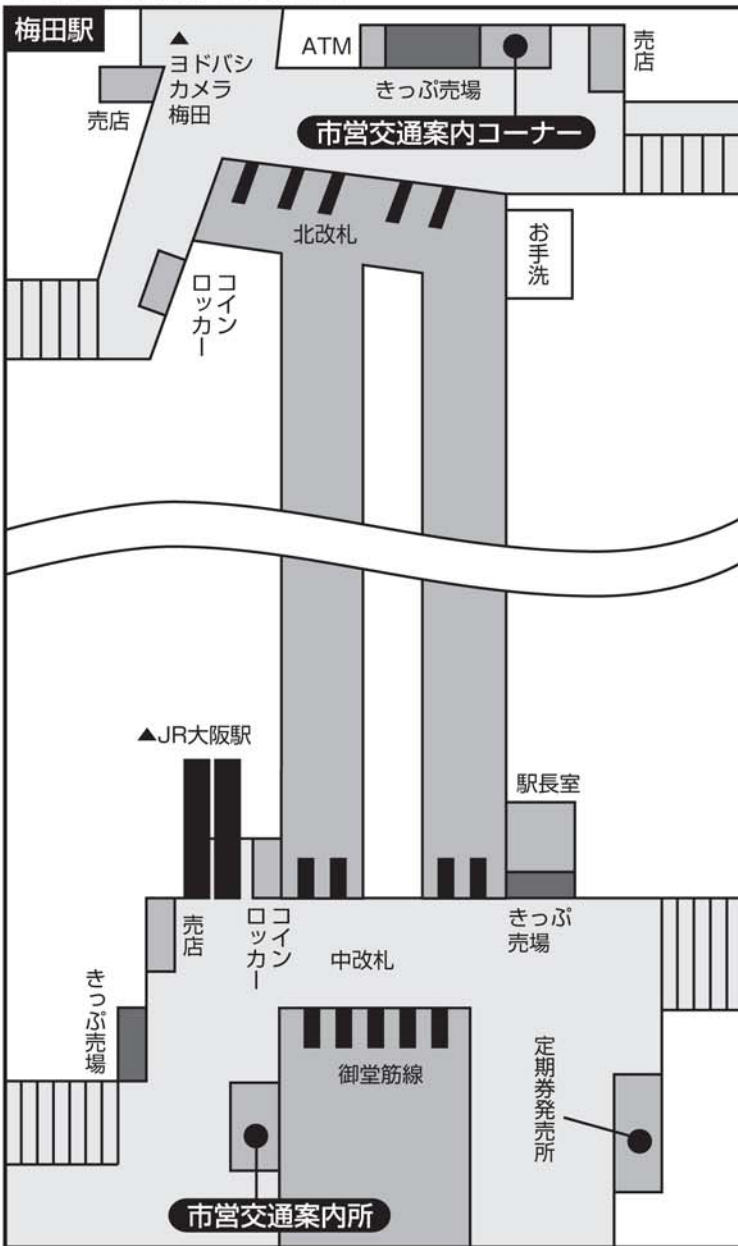 梅田駅
▲
ヨドバシ
カメラ
梅田
ATM
きっぷ売場
売店
売店
市営交通案内コーナー
北改札
お手洗
コイン
ロッカー
▲JR大阪駅
駅長室
売店
コイン
ロッカー
きっぷ
売場
中改札
きっぷ売場
御堂筋線
定期券発売所
市営交通案内所